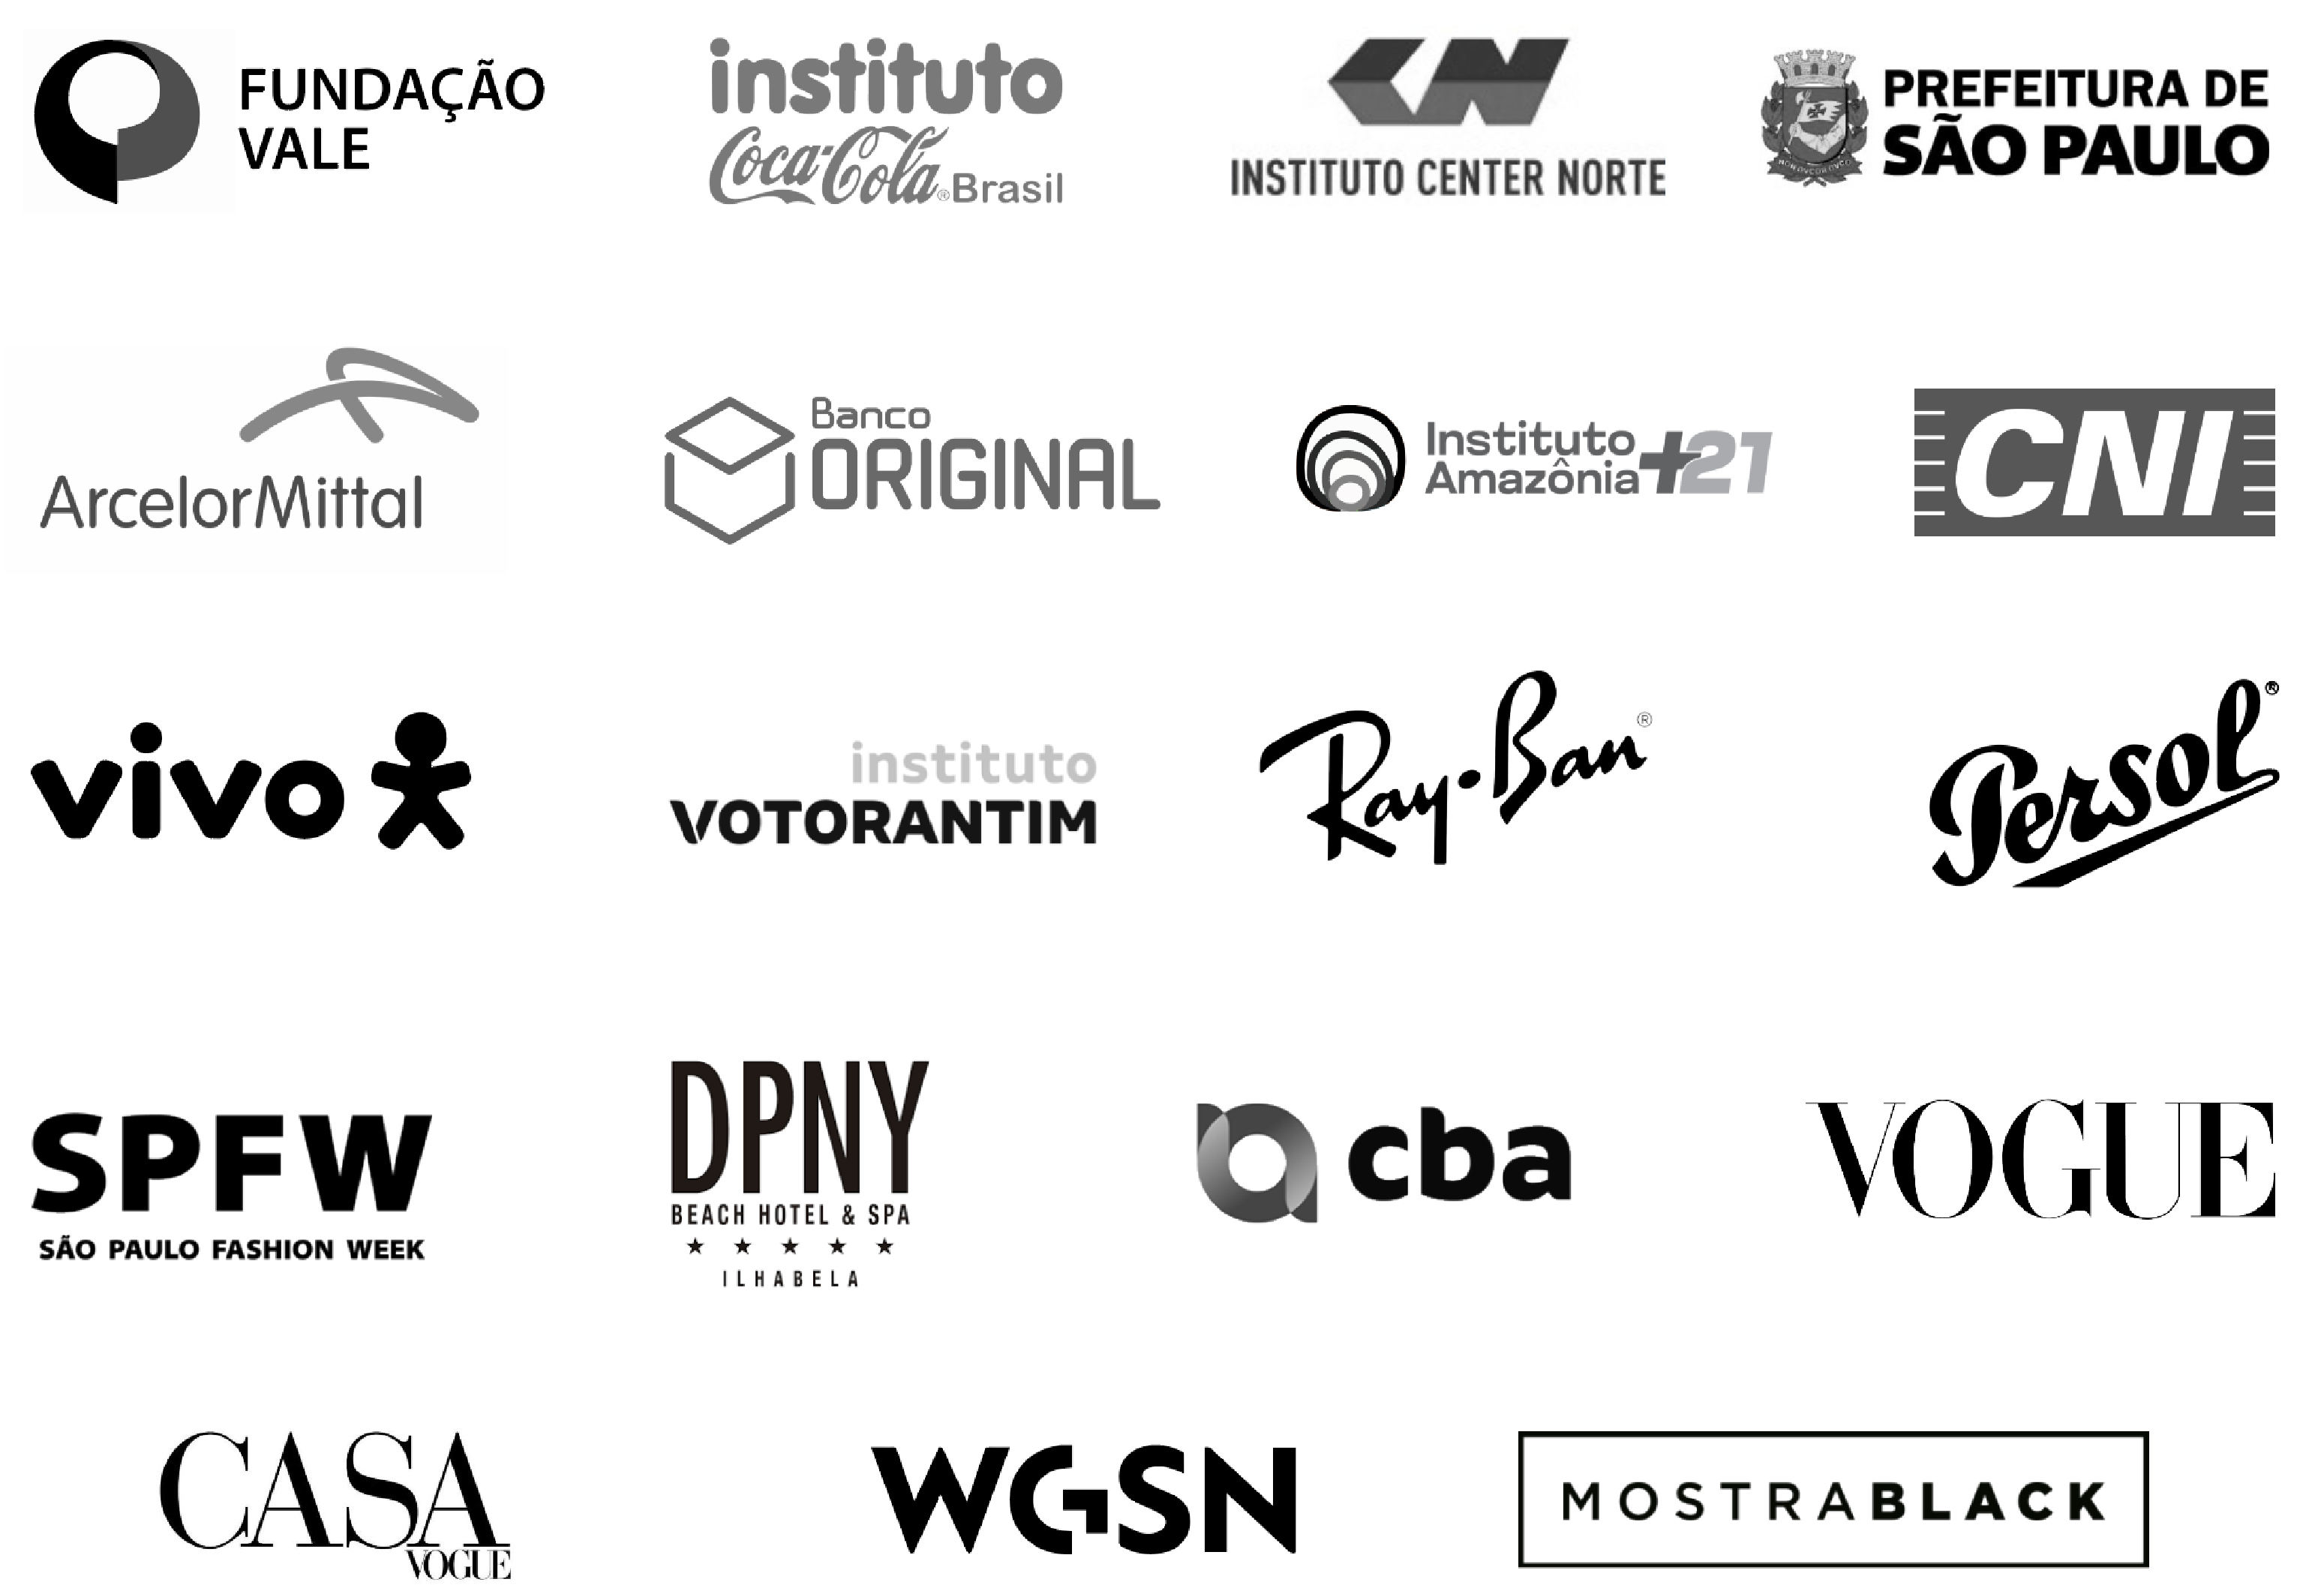 FUNDAÇÃO
VALE
instituto
Coca-Cola® Brasil
INSTITUTO CENTER NORTE
PREFEITURA DE
SÃO PAULO
ArcelorMittal
Banco
ORIGINAL
Instituto
Amazônia +21
CNI
vivo
instituto
VOTORANTIM
Ray-Ban®
Persol®
SPFW
SÃO PAULO FASHION WEEK
DPNY
BEACH HOTEL & SPA
ILHABELA
cba
VOGUE
CASA
VOGUE
WGSN
MOSTRABLACK